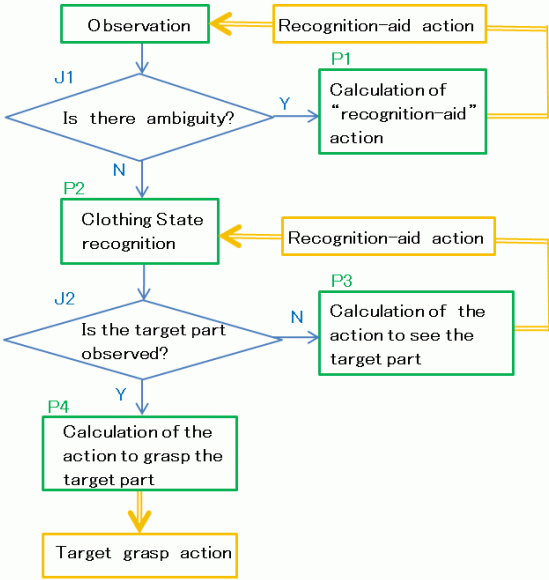 Observation
Recognition-aid action
J1
P1
Is there ambiguity?
Y
Calculation of
“recognition-aid”
action
N
P2
Clothing State
recognition
Recognition-aid action
J2
P3
Is the target part
observed?
N
Calculation of the
action to see the
target part
Y
P4
Calculation of the
action to grasp the
target part
Target grasp action